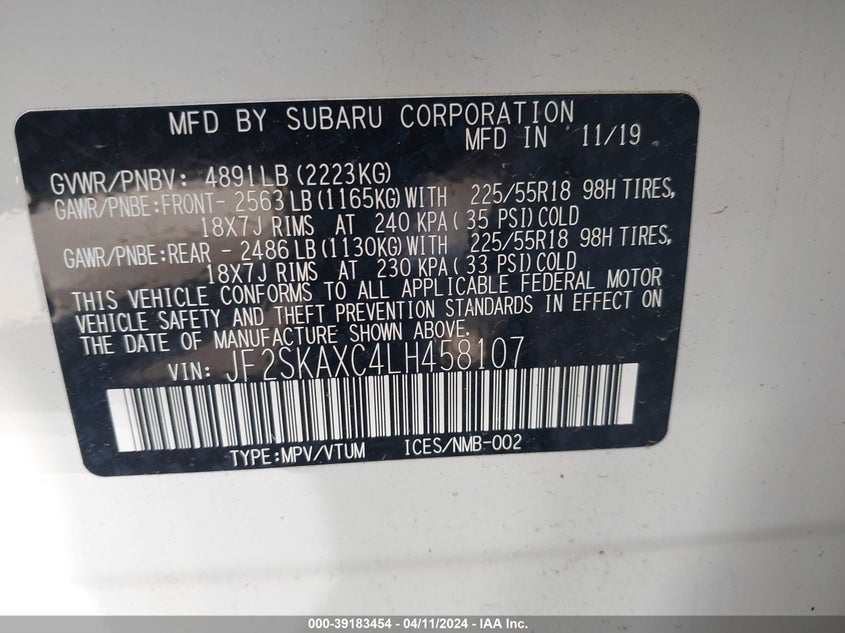 MFD BY SUBARU CORPORATION
MFD IN 11/19
GVWR/PNBV: 4891LB (2223KG)
GAWR/PNBE:FRONT- 2563LB (1165KG)WITH 225/55R18 98H TIRES,
18X7J RIMS AT 240 KPA( 35 PSI)COLD
GAWR/PNBE:REAR - 2486LB (1130KG)WITH 225/55R18 98H TIRES,
18X7J RIMS AT 230 KPA( 33 PSI)COLD
THIS VEHICLE CONFORMS TO ALL APPLICABLE FEDERAL MOTOR
VEHICLE SAFETY AND THEFT PREVENTION STANDARDS IN EFFECT ON
THE DATE OF MANUFACTURE SHOWN ABOVE.
VIN: JF2SKAXC4LH458107
TYPE:MPV/VTUM ICES/NMB-002
000-39183454 - 04/11/2024 - IAA Inc.